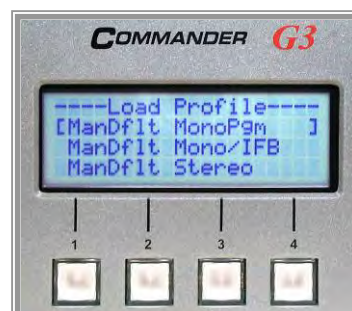 COMMANDER G3
----Load Profile----
[ManDflt MonoPgm ]
ManDflt Mono/IFB
ManDflt Stereo
1 2 3 4